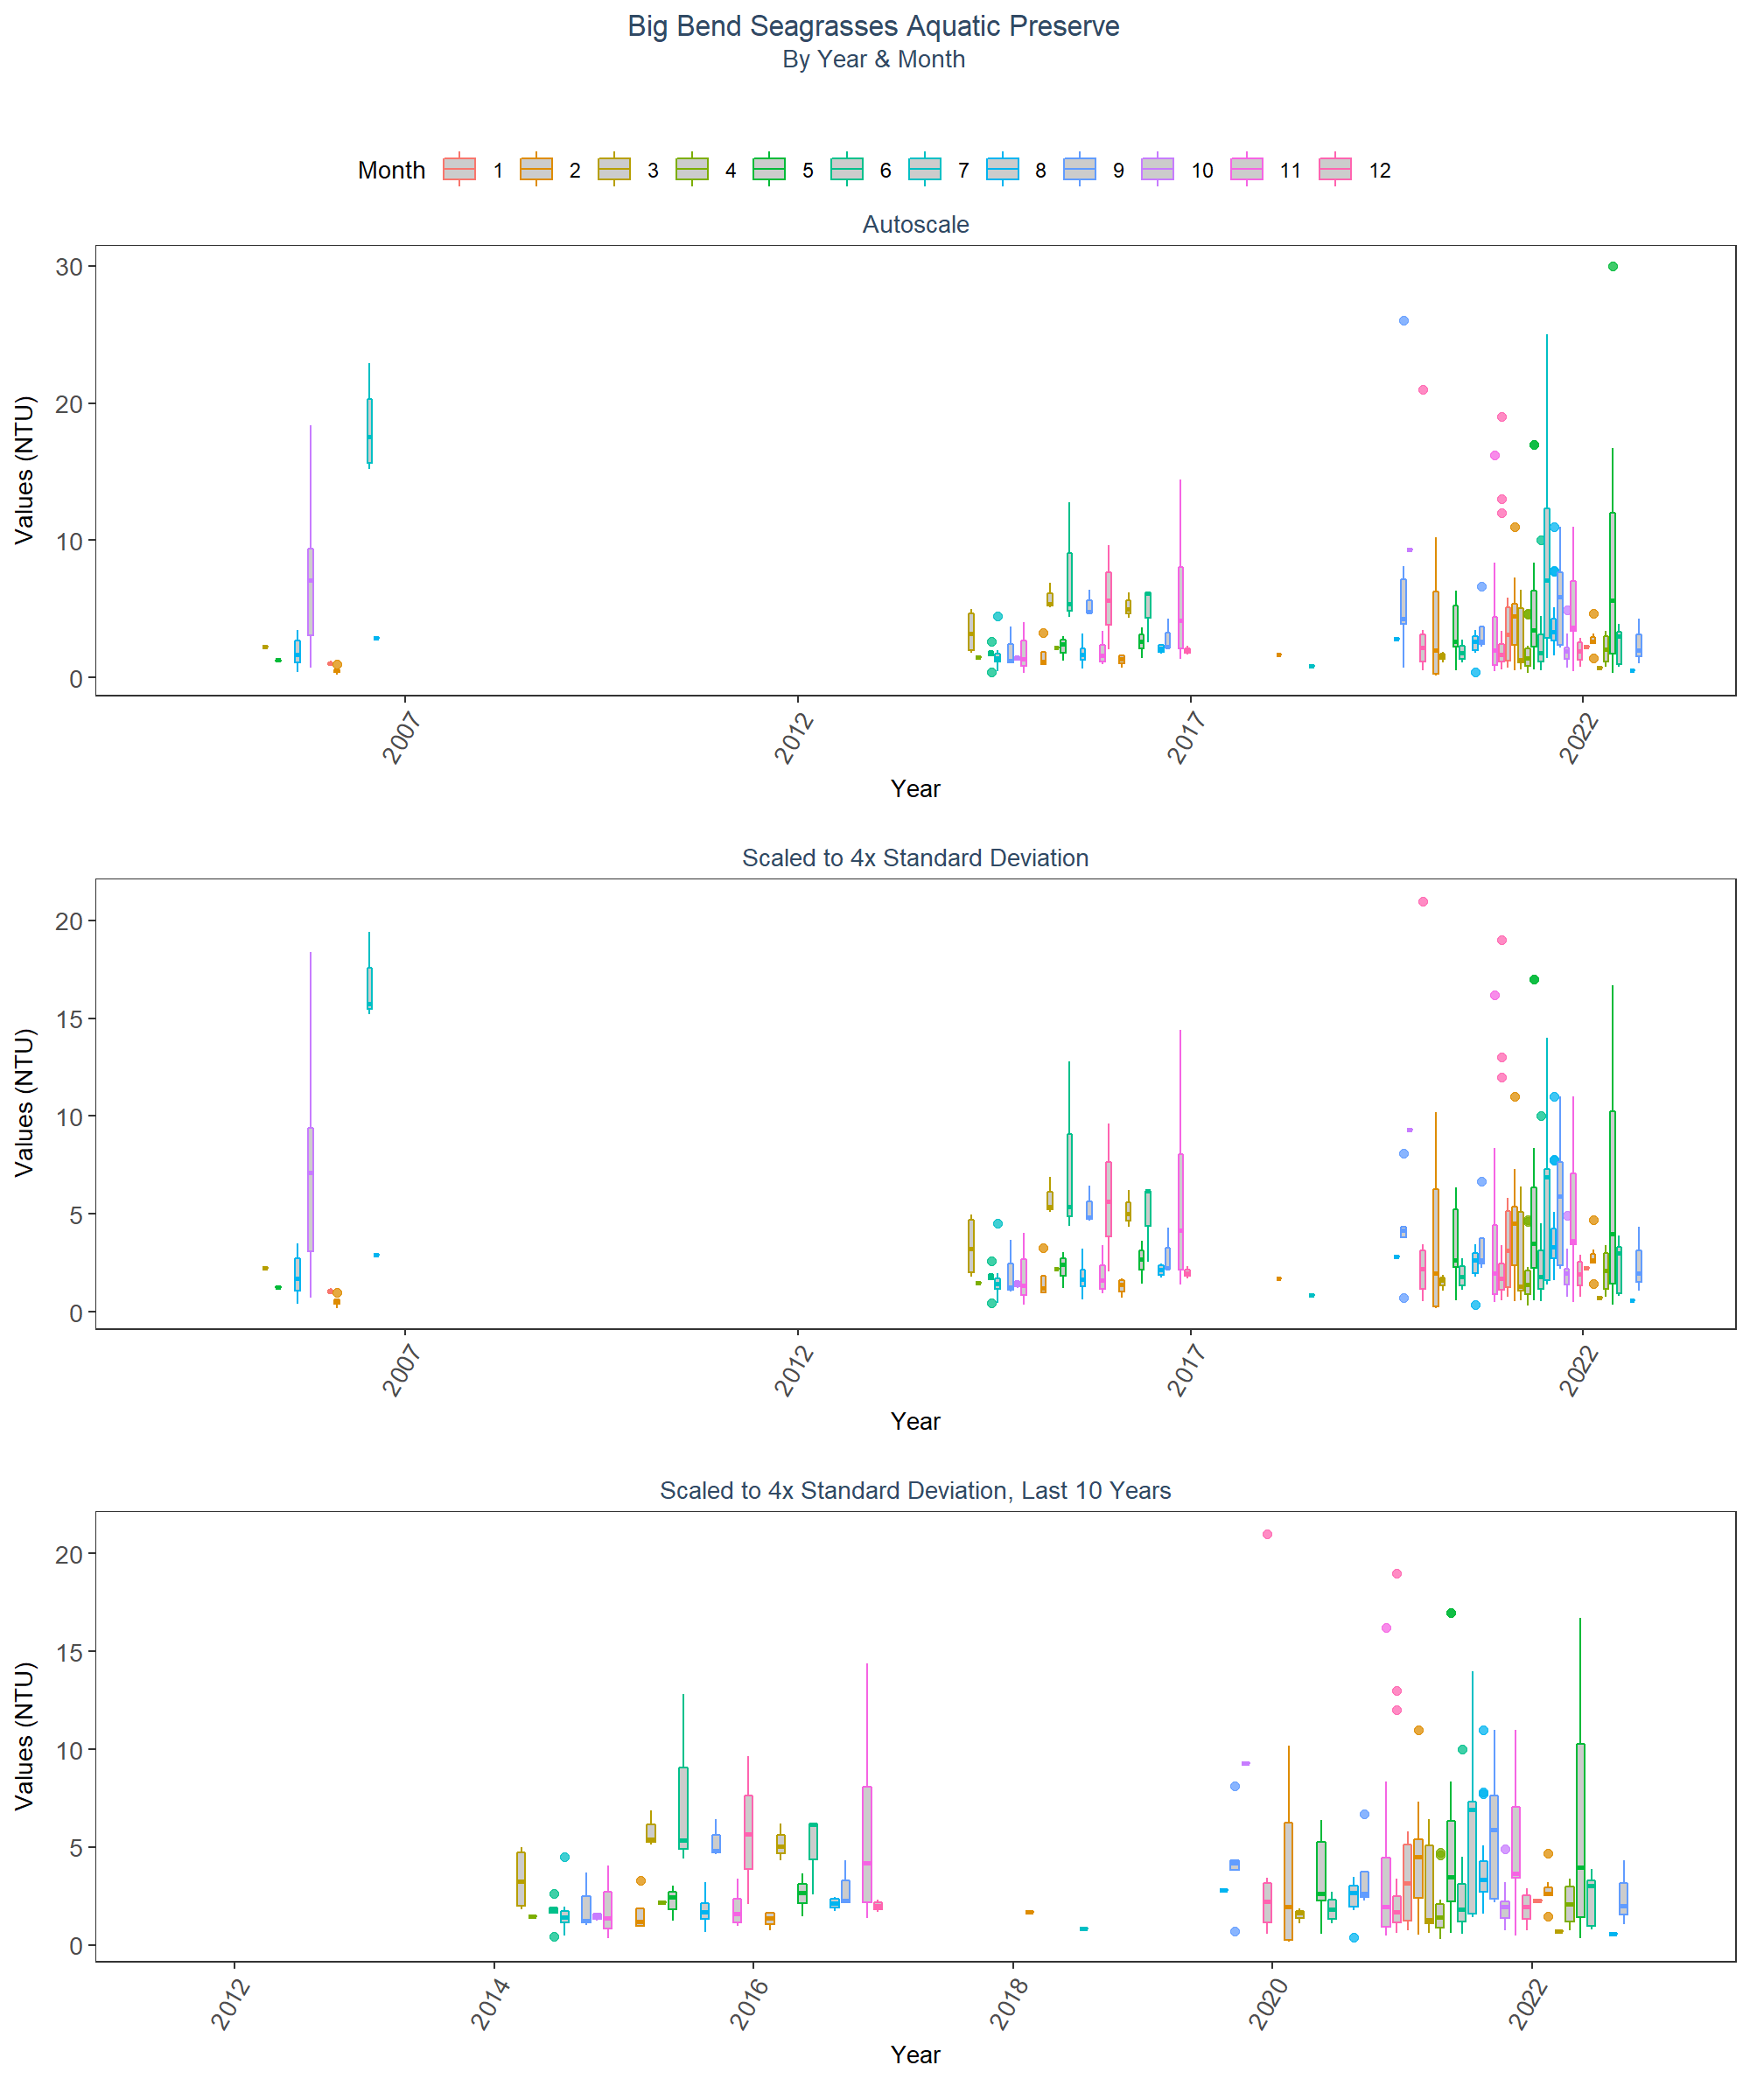 Big Bend Seagrasses Aquatic Preserve
By Year & Month
Month 1 2 3 4 5 6 7 8 9 10 11 12
Autoscale
Values (NTU)
30
20
10
0
2007 2012 2017 2022
Year
Scaled to 4x Standard Deviation
Values (NTU)
20
15
10
5
0
2007 2012 2017 2022
Year
Scaled to 4x Standard Deviation, Last 10 Years
Values (NTU)
20
15
10
5
0
2012 2014 2016 2018 2020 2022
Year